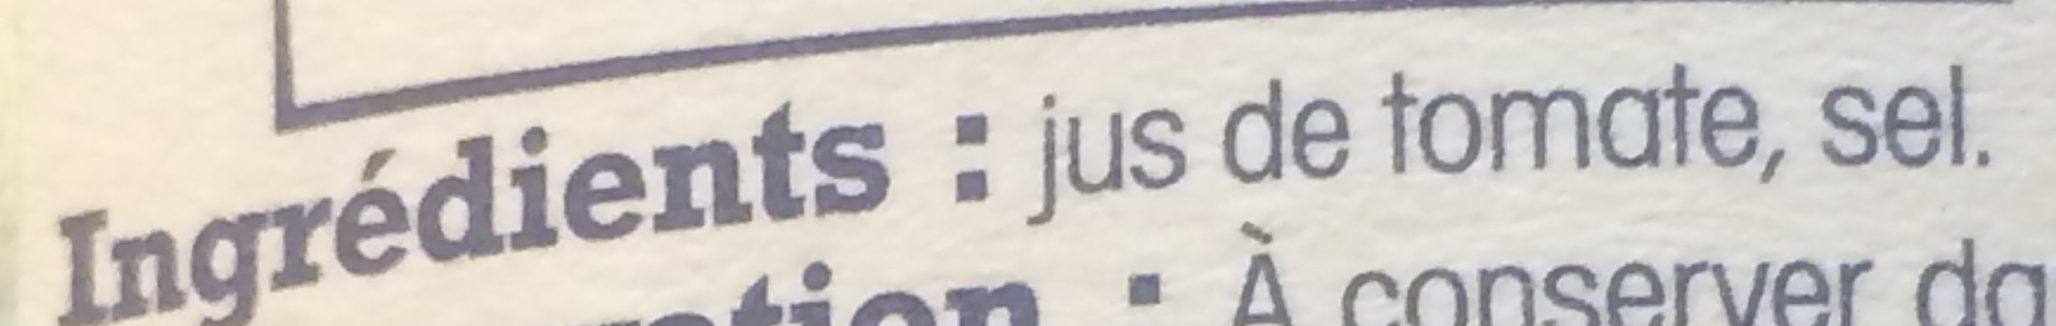 Ingrédients : jus de tomate, sel.
: À conserver